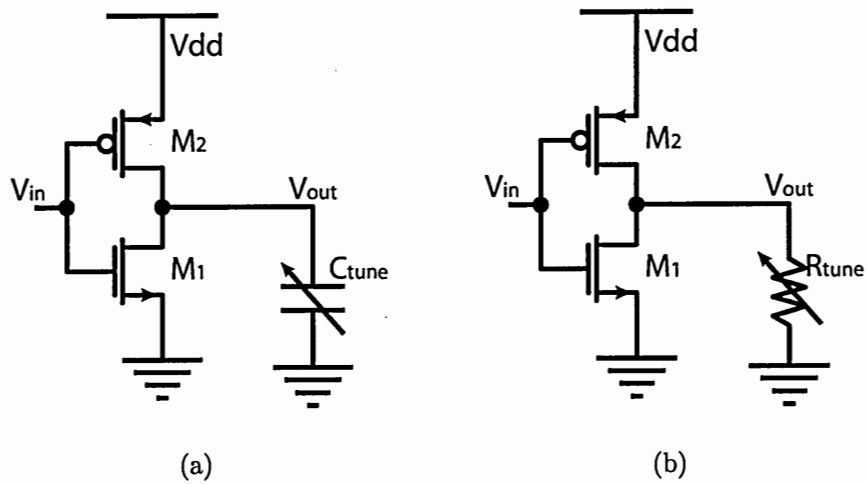 Vdd
M2
Vin
Vout
M1
Ctune
(a)
Vdd
M2
Vin
Vout
M1
Rtune
(b)